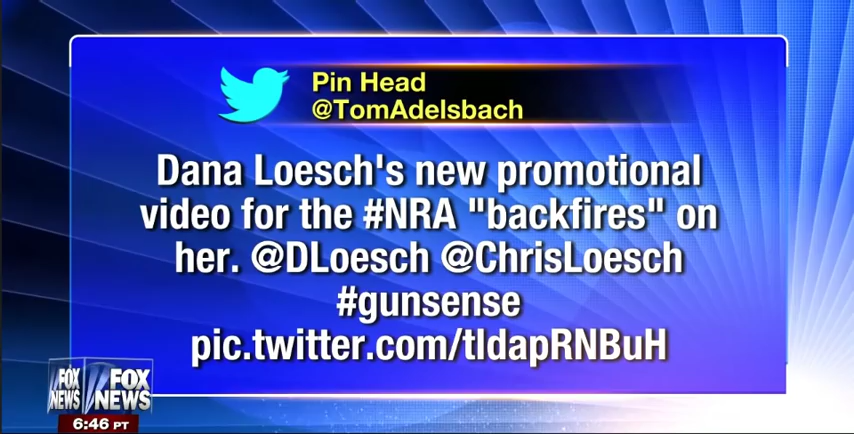 Pin Head
@TomAdelsbach
Dana Loesch's new promotional
video for the #NRA "backfires" on
her. @DLoesch @ChrisLoesch
#gunsense
pic.twitter.com/tldapRNBuH
FOX NEWS
FOX NEWS
6:46 PT